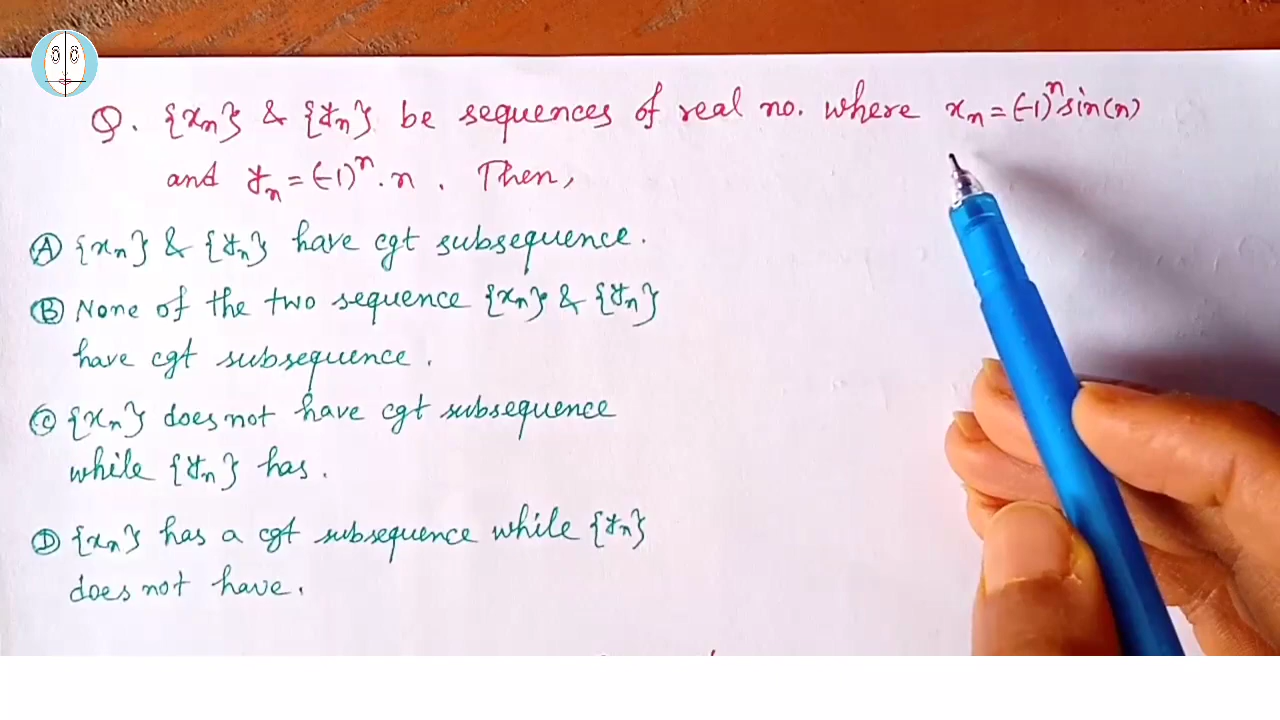 Q. {xn} & {yn} be sequences of real no. where xn = (-1)^n sin(n)
and yn = (-1)^n . n . Then,
(A) {xn} & {yn} have cgt subsequence.
(B) None of the two sequence {xn} & {yn}
have cgt subsequence.
(C) {xn} does not have cgt subsequence
while {yn} has.
(D) {xn} has a cgt subsequence while {yn}
does not have.